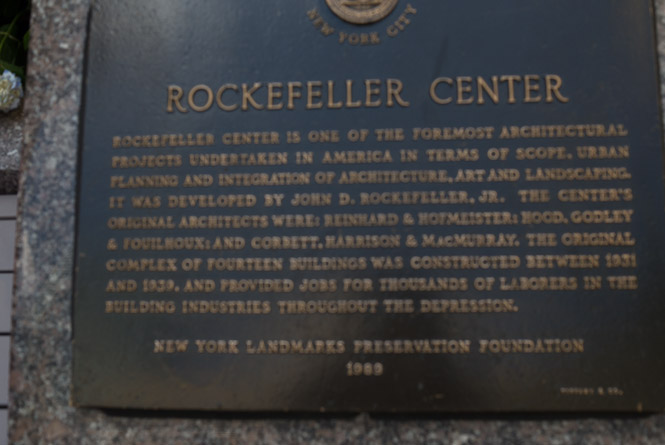 NEW YORK CITY
ROCKEFELLER CENTER
ROCKEFELLER CENTER IS ONE OF THE FOREMOST ARCHITECTURAL
PROJECTS UNDERTAKEN IN AMERICA IN TERMS OF SCOPE, URBAN
PLANNING AND INTEGRATION OF ARCHITECTURE, ART AND LANDSCAPING.
IT WAS DEVELOPED BY JOHN D. ROCKEFELLER, JR. THE CENTER'S
ORIGINAL ARCHITECTS WERE: REINHARD & HOFMEISTER; HOOD, GODLEY
& FOUILHOUX; AND CORBETT, HARRISON & MACMURRAY. THE ORIGINAL
COMPLEX OF FOURTEEN BUILDINGS WAS CONSTRUCTED BETWEEN 1931
AND 1939, AND PROVIDED JOBS FOR THOUSANDS OF LABORERS IN THE
BUILDING INDUSTRIES THROUGHOUT THE DEPRESSION.
NEW YORK LANDMARKS PRESERVATION FOUNDATION
1989